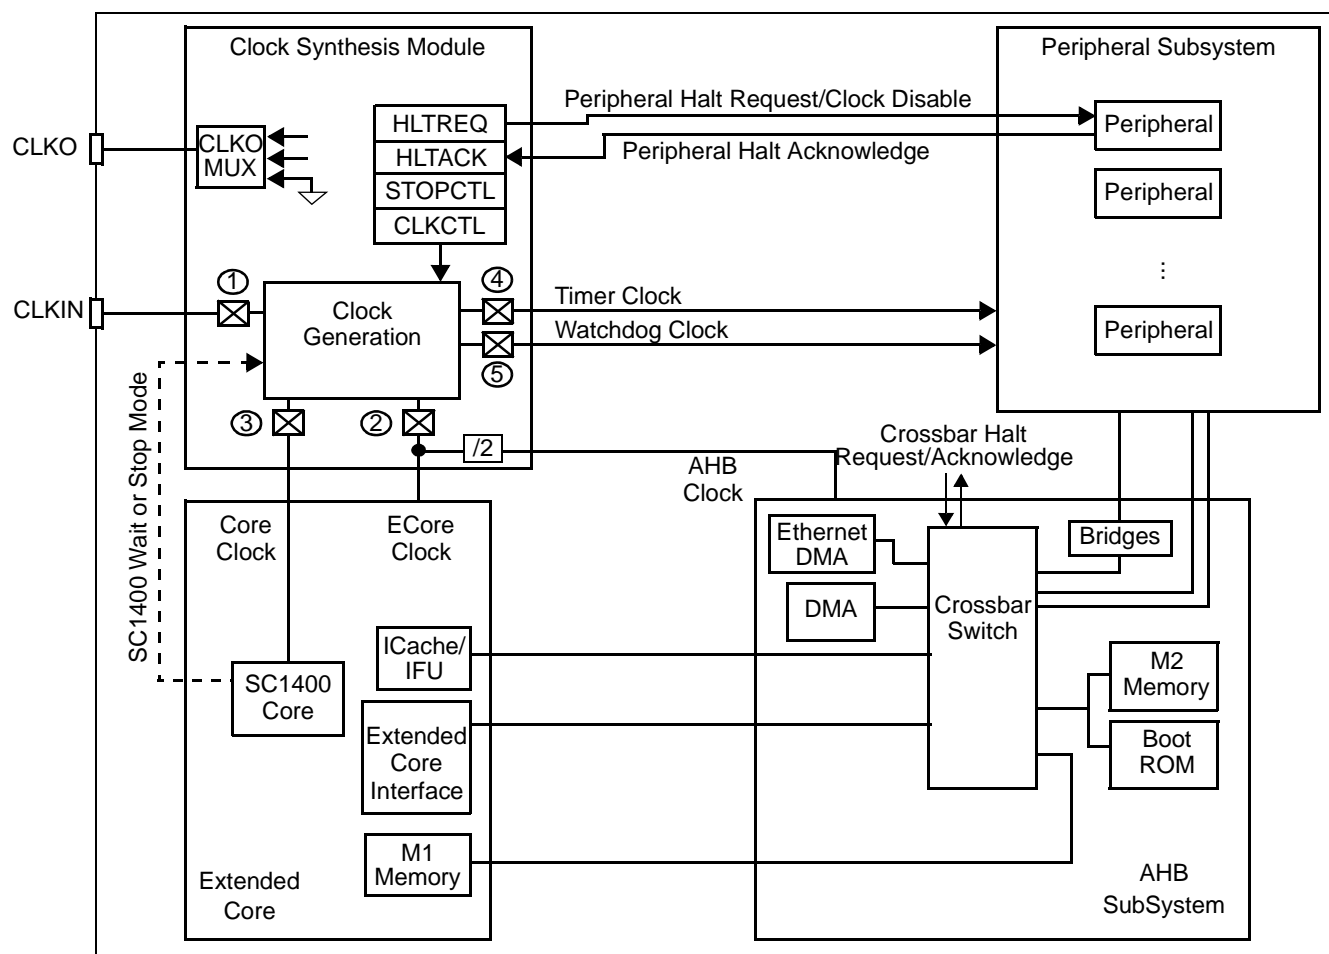 Clock Synthesis Module
Peripheral Subsystem
Peripheral Halt Request/Clock Disable
HLTREQ
Peripheral
CLKO
CLKO
MUX
HLTACK
Peripheral Halt Acknowledge
STOPCTL
Peripheral
CLKCTL
...
1
4
CLKIN
Clock
Generation
Timer Clock
Peripheral
Watchdog Clock
5
3
2
/2
AHB
Clock
Crossbar Halt
Request/Acknowledge
SC1400 Wait or Stop Mode
Core
Clock
ECore
Clock
Ethernet
DMA
Bridges
DMA
Crossbar
Switch
ICache/
IFU
SC1400
Core
M2
Memory
Extended
Core
Interface
Boot
ROM
M1
Memory
Extended
Core
AHB
SubSystem